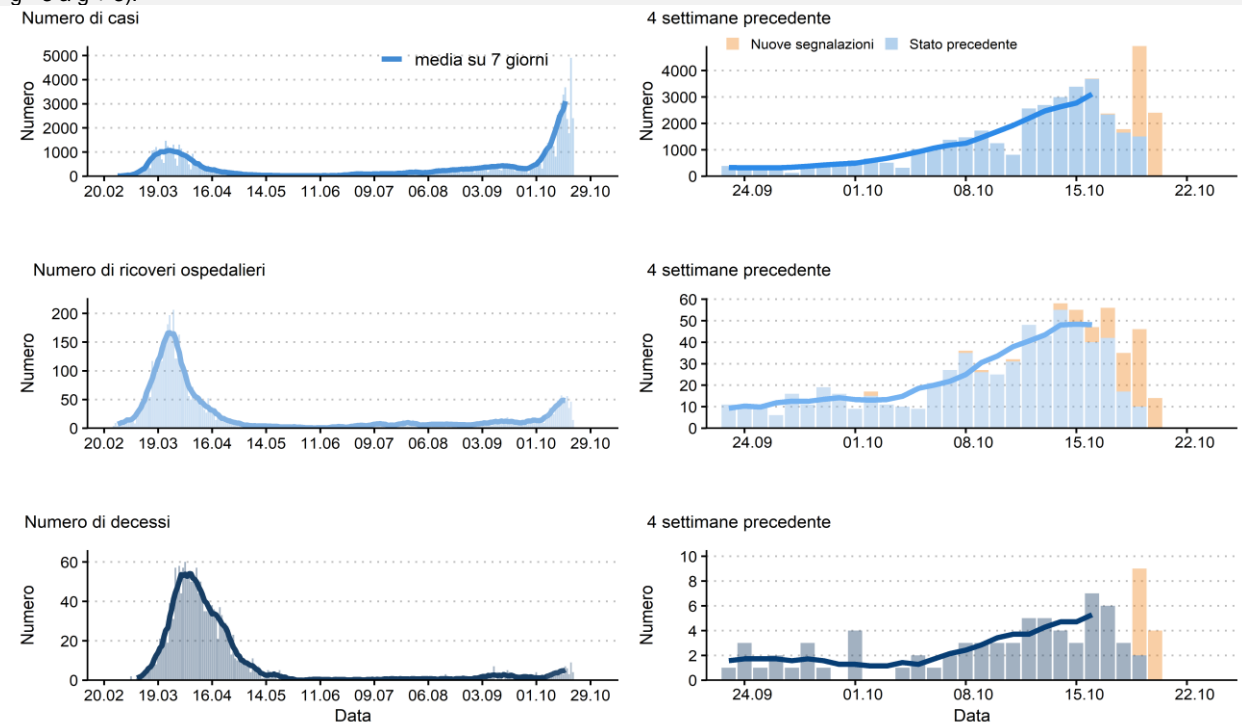 Numero di casi
4 settimane precedente
media su 7 giorni
Nuove segnalazioni Stato precedente
Numero
5000
4000
3000
2000
1000
0
20.02 19.03 16.04 14.05 11.06 09.07 06.08 03.09 01.10 29.10
Numero
4000
3000
2000
1000
0
24.09 01.10 08.10 15.10 22.10
Numero di ricoveri ospedalieri
4 settimane precedente
Numero
200
150
100
50
0
20.02 19.03 16.04 14.05 11.06 09.07 06.08 03.09 01.10 29.10
Numero
60
50
40
30
20
10
0
24.09 01.10 08.10 15.10 22.10
Numero di decessi
4 settimane precedente
Numero
60
40
20
0
20.02 19.03 16.04 14.05 11.06 09.07 06.08 03.09 01.10 29.10
Data
Numero
10
8
6
4
2
0
24.09 01.10 08.10 15.10 22.10
Data